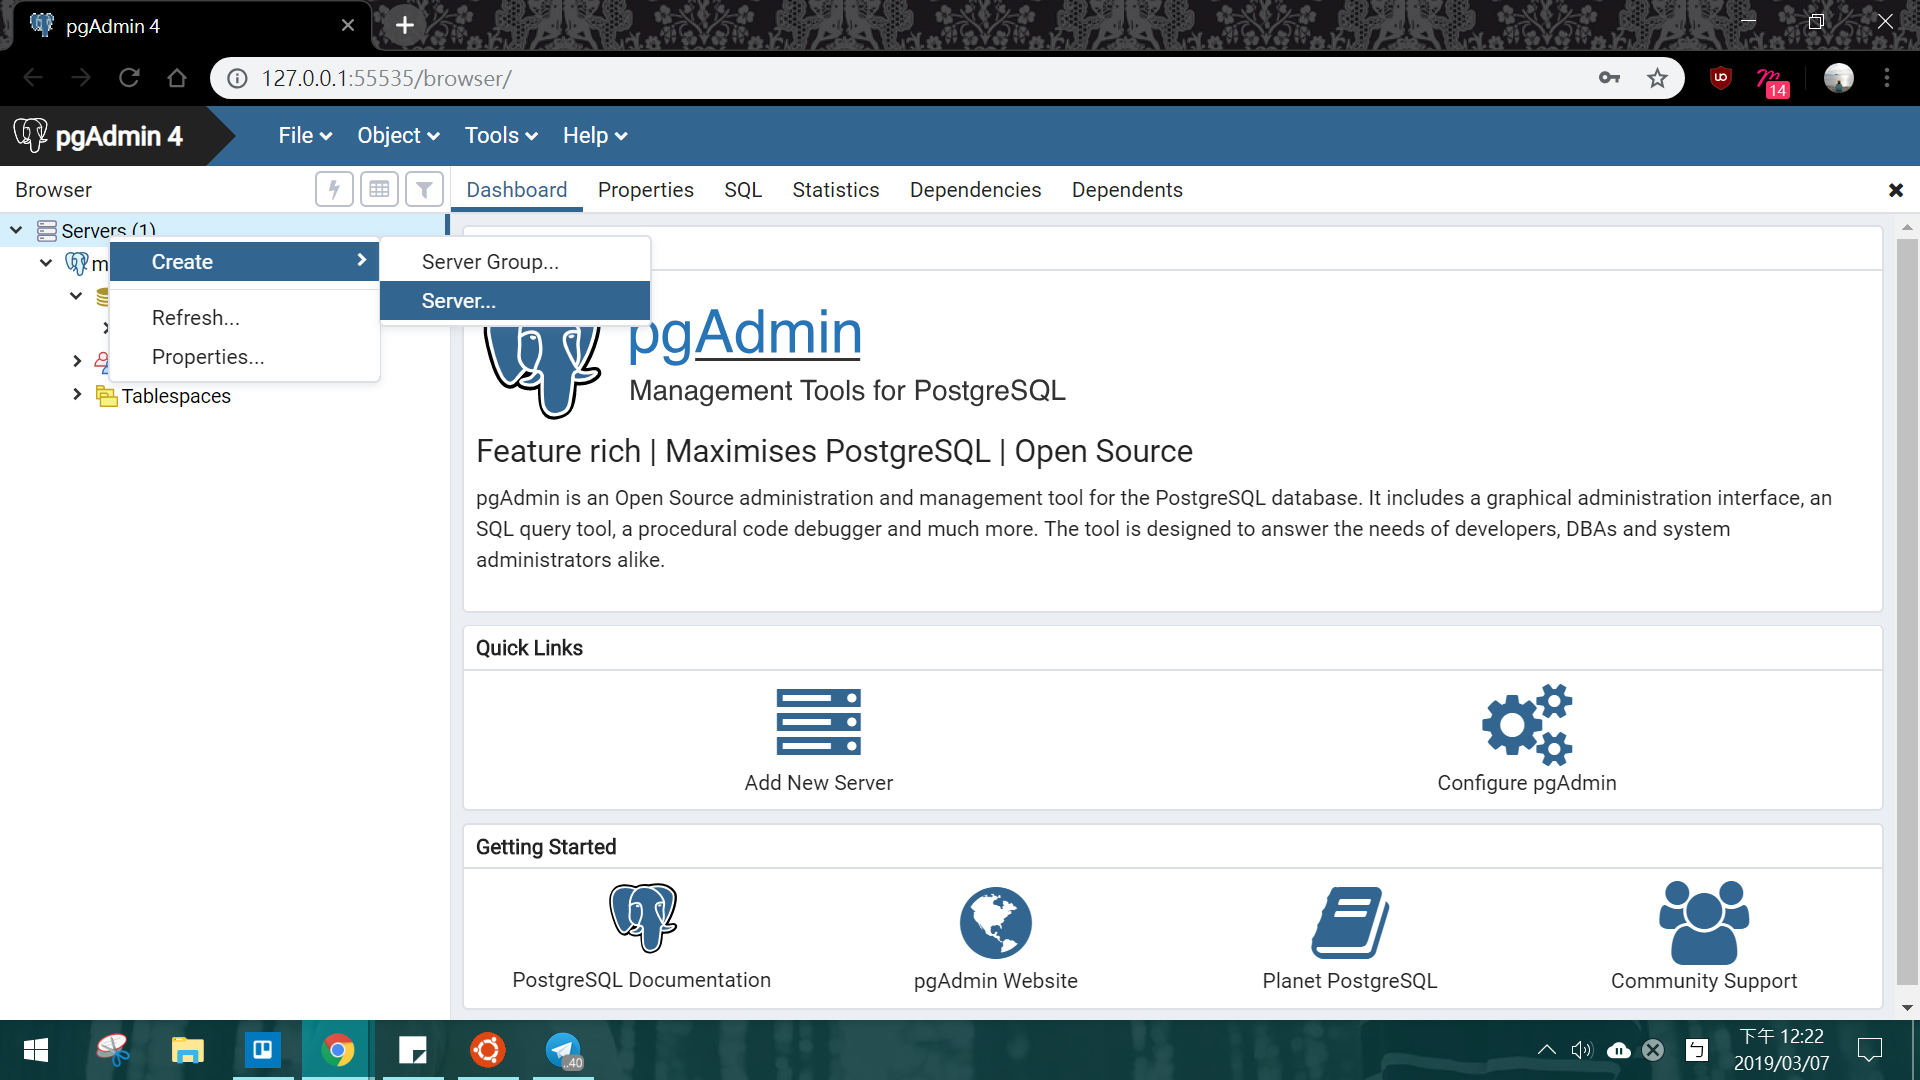 pgAdmin 4
127.0.0.1:55535/browser/
14
pgAdmin 4
File
Object
Tools
Help
Browser
Dashboard
Properties
SQL
Statistics
Dependencies
Dependents
Servers (1)
m
Create
Server Group...
Server...
Refresh...
Properties...
Tablespaces
pgAdmin
Management Tools for PostgreSQL
Feature rich | Maximises PostgreSQL | Open Source
pgAdmin is an Open Source administration and management tool for the PostgreSQL database. It includes a graphical administration interface, an
SQL query tool, a procedural code debugger and much more. The tool is designed to answer the needs of developers, DBAs and system
administrators alike.
Quick Links
Add New Server
Configure pgAdmin
Getting Started
PostgreSQL Documentation
pgAdmin Website
Planet PostgreSQL
Community Support
..40
ㄅ
下午 12:22
2019/03/07